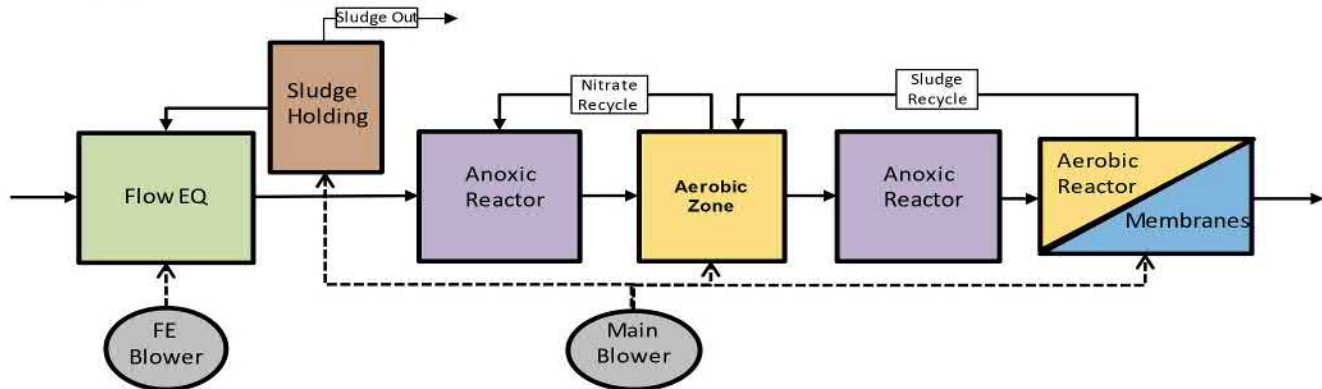 Sludge Out
Sludge
Holding
Nitrate
Recycle
Sludge
Recycle
Flow EQ
Anoxic
Reactor
Aerobic
Zone
Anoxic
Reactor
Aerobic
Reactor
Membranes
FE
Blower
Main
Blower